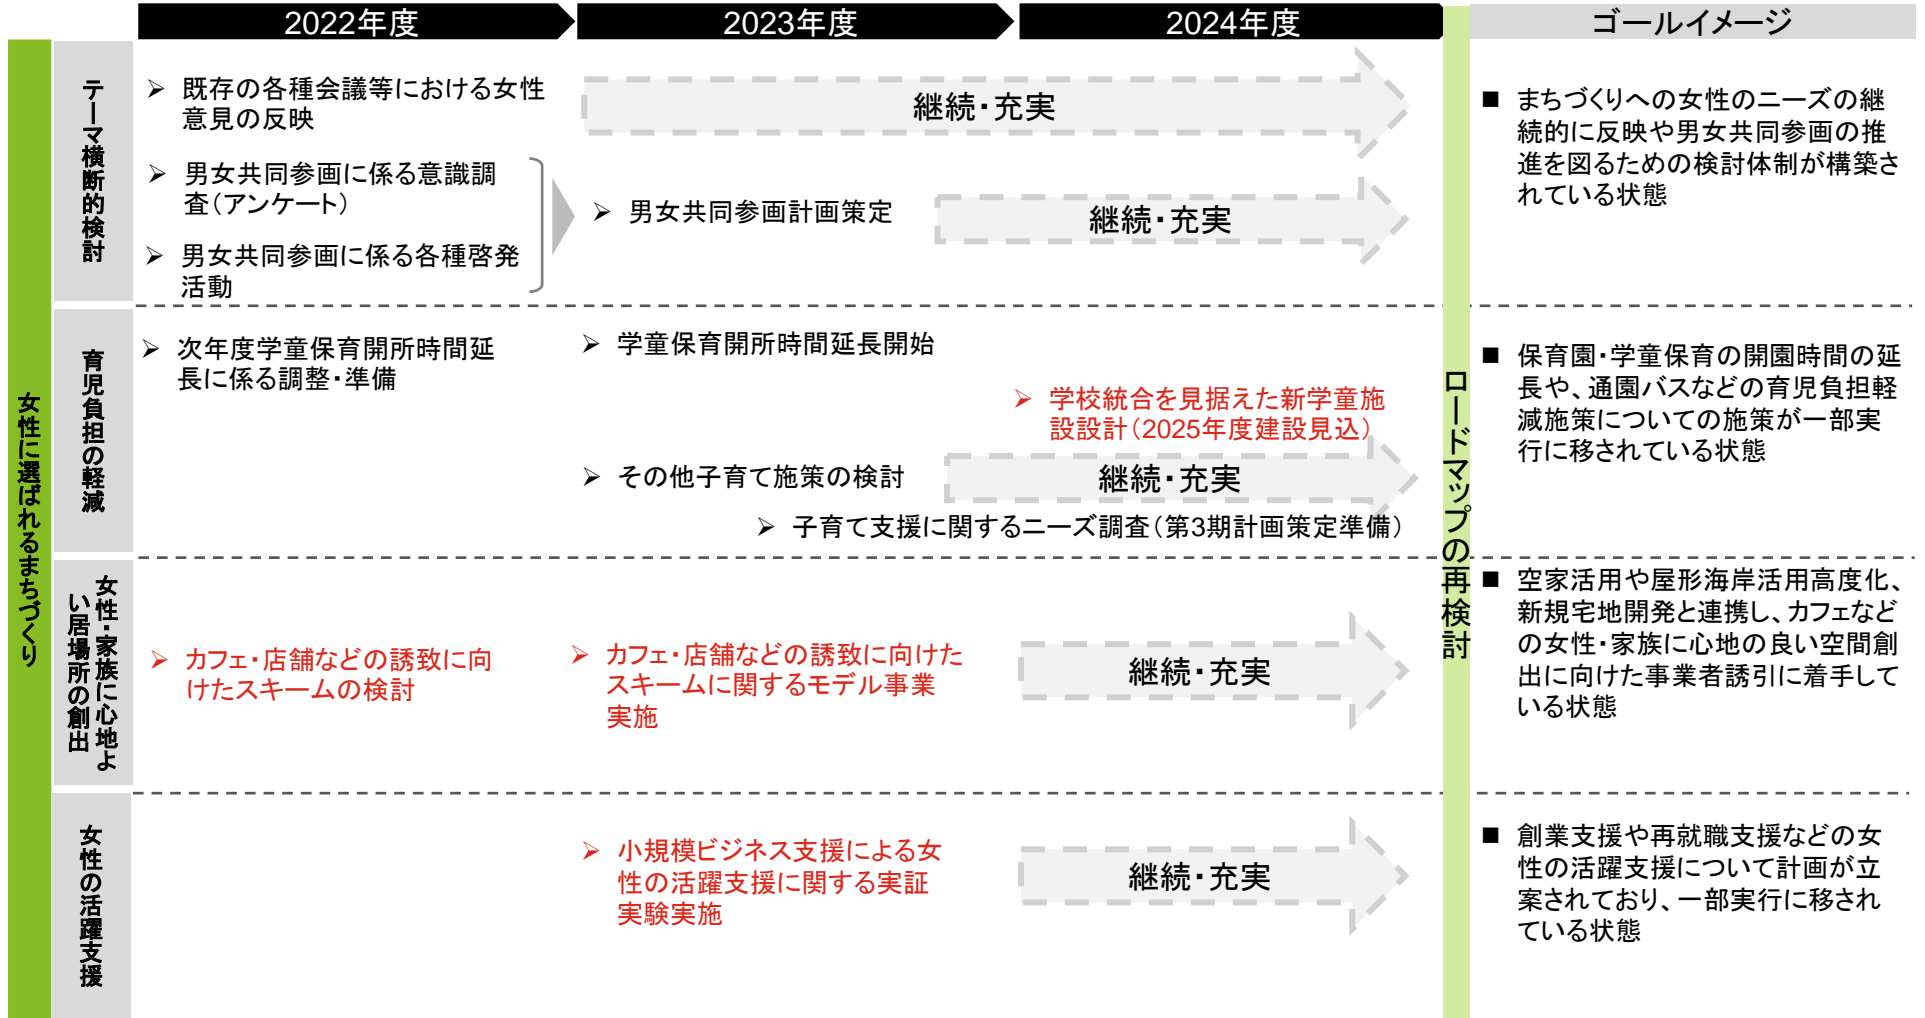 2022年度
2023年度
2024年度
ゴールイメージ
女性に選ばれるまちづくり
テーマ横断的検討
➢ 既存の各種会議等における女性
意見の反映
継続・充実
➢ 男女共同参画に係る意識調
査(アンケート)
➢ 男女共同参画に係る各種啓発
活動
➢ 男女共同参画計画策定
継続・充実
■ まちづくりへの女性のニーズの継
続的に反映や男女共同参画の推
進を図るための検討体制が構築さ
れている状態
育児負担の軽減
➢ 次年度学童保育開所時間延
長に係る調整・準備
➢ 学童保育開所時間延長開始
➢ 学校統合を見据えた新学童施
設設計(2025年度建設見込)
➢ その他子育て施策の検討
継続・充実
➢ 子育て支援に関するニーズ調査(第3期計画策定準備)
■ 保育園・学童保育の開園時間の延
長や、通園バスなどの育児負担軽
減施策についての施策が一部実
行に移されている状態
女性・家族に心地よ
い居場所の創出
➢ カフェ・店舗などの誘致に向
けたスキームの検討
➢ カフェ・店舗などの誘致に向けた
スキームに関するモデル事業
実施
継続・充実
■ 空家活用や屋形海岸活用高度化、
新規宅地開発と連携し、カフェなど
の女性・家族に心地の良い空間創
出に向けた事業者誘引に着手して
いる状態
女性の活躍支援
➢ 小規模ビジネス支援による女
性の活躍支援に関する実証
実験実施
継続・充実
■ 創業支援や再就職支援などの女
性の活躍支援について計画が立
案されており、一部実行に移され
ている状態
ロードマップの再検討